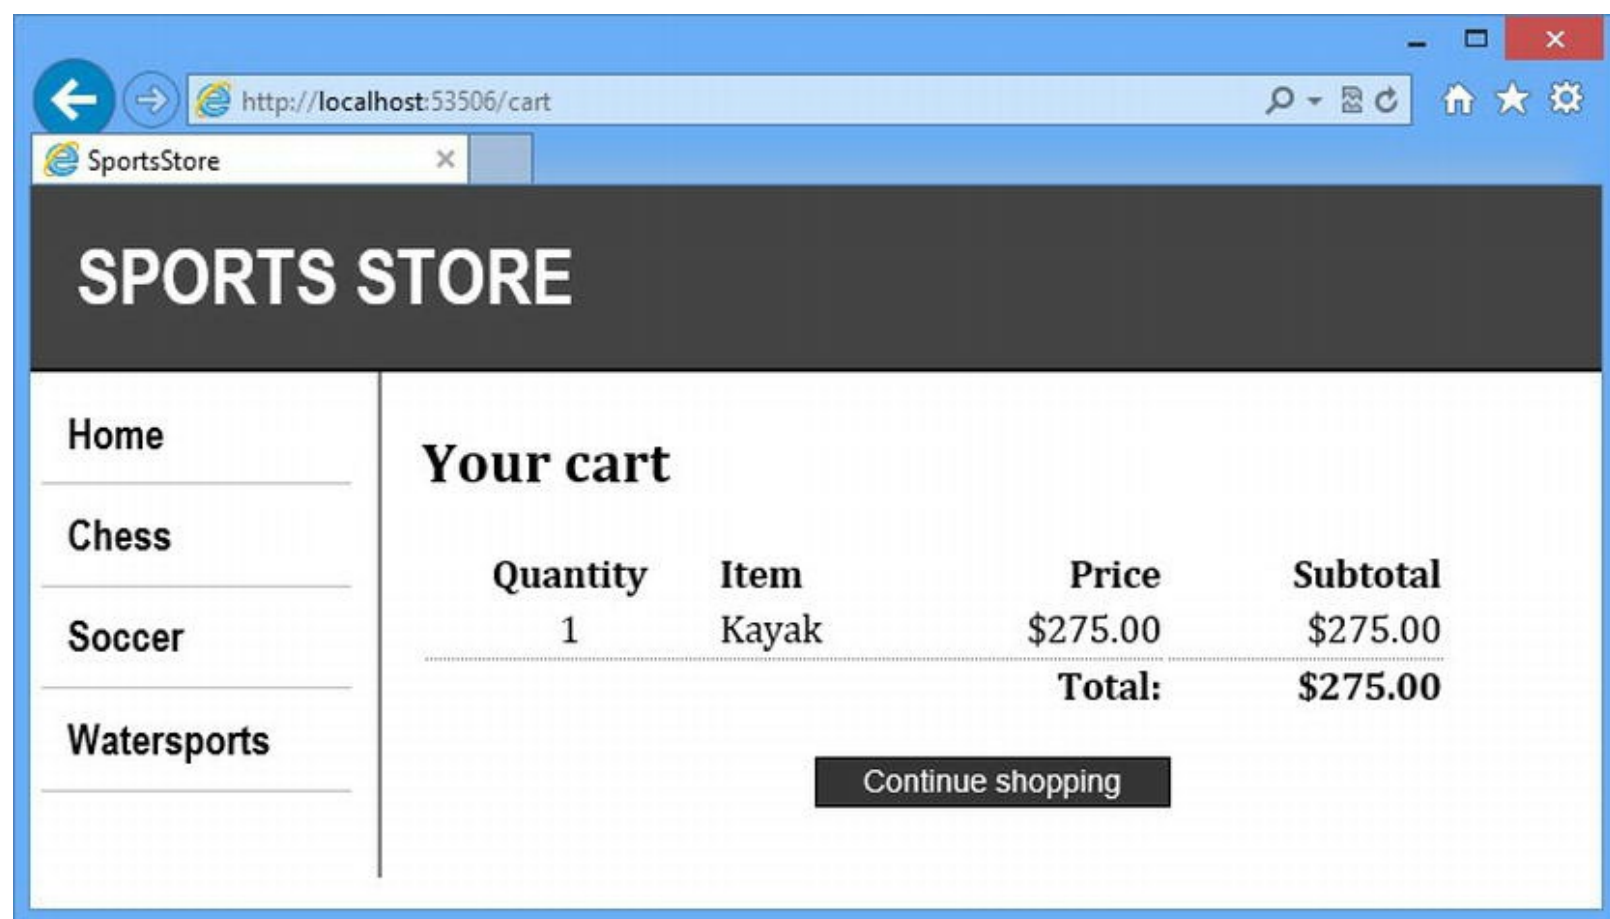 http://localhost:53506/cart
SportsStore
SPORTS STORE
Home
Chess
Soccer
Watersports
Your cart
Quantity Item Price Subtotal
1 Kayak $275.00 $275.00
Total: $275.00
Continue shopping